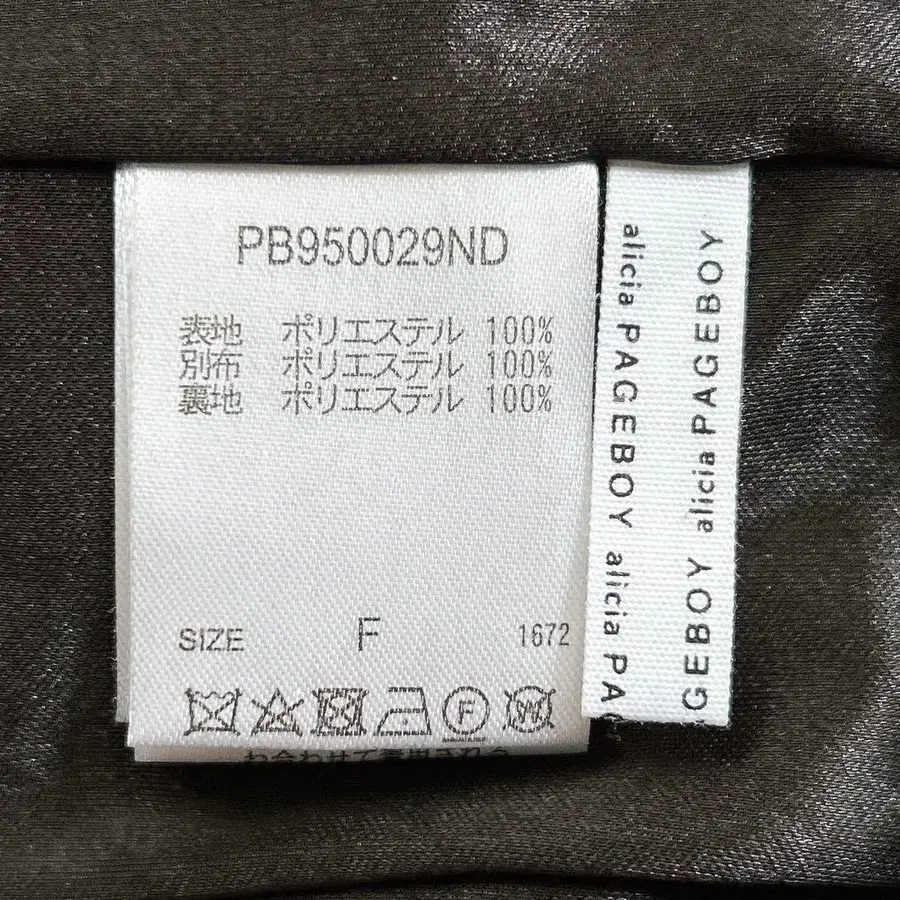 PB950029ND
表地 ポリエステル 100%
別布 ポリエステル 100%
裏地 ポリエステル 100%
SIZE F 1672
F W
alicia PAGEBOY alicia PA
GEBOY alicia PAGEBOY